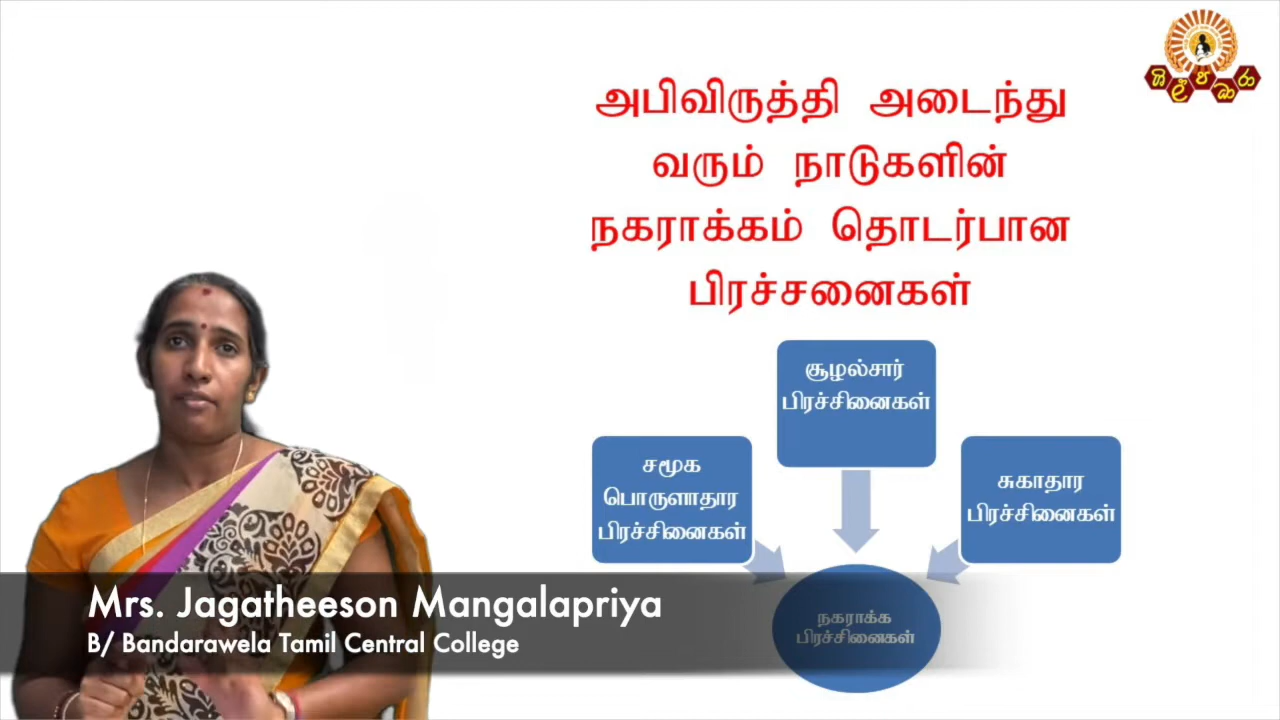 அபிவிருத்தி அடைந்து
வரும் நாடுகளின்
நகராக்கம் தொடர்பான
பிரச்சனைகள்
சூழல்சார்
பிரச்சினைகள்
சமூக
பொருளாதார
பிரச்சினைகள்
சுகாதார
பிரச்சினைகள்
நகராக்க
பிரச்சினைகள்
Mrs. Jagatheeson Mangalapriya
B/ Bandarawela Tamil Central College